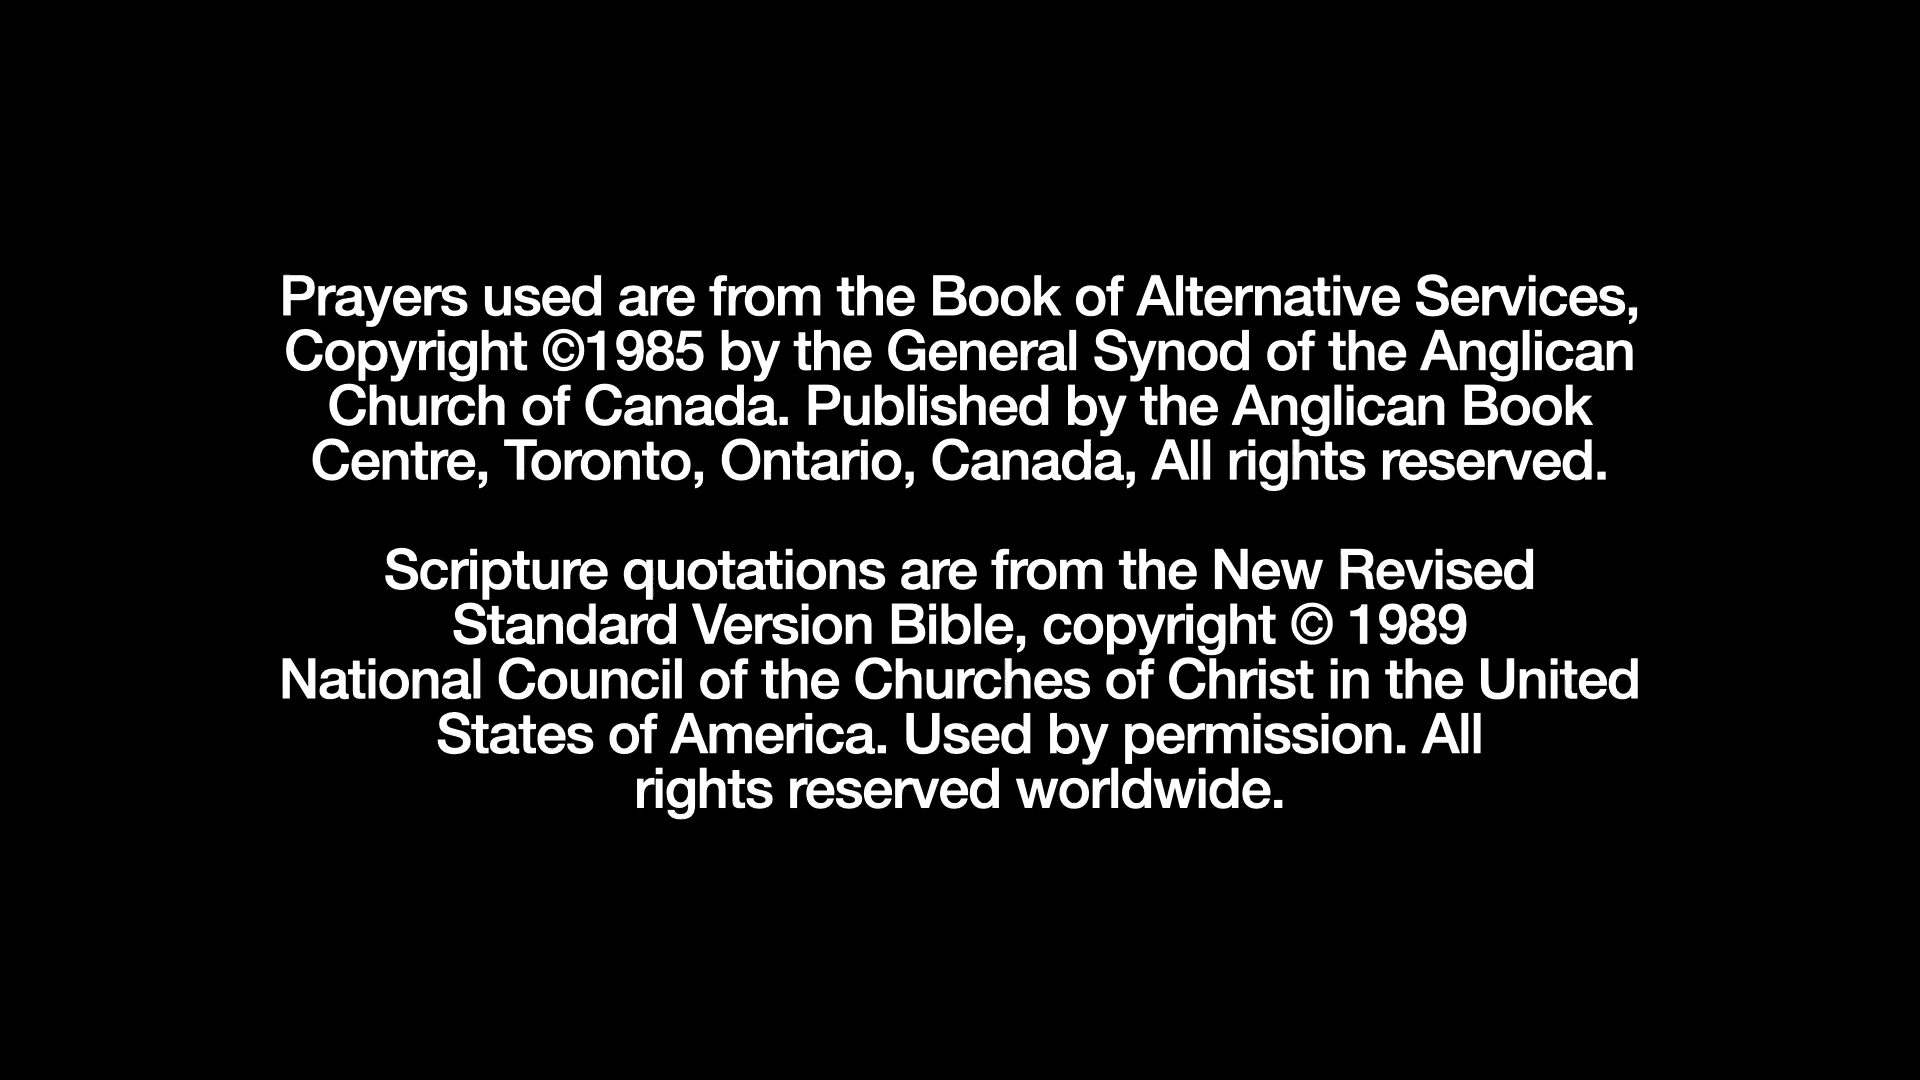 Prayers used are from the Book of Alternative Services,
Copyright ©1985 by the General Synod of the Anglican
Church of Canada. Published by the Anglican Book
Centre, Toronto, Ontario, Canada, All rights reserved.
Scripture quotations are from the New Revised
Standard Version Bible, copyright © 1989
National Council of the Churches of Christ in the United
States of America. Used by permission. All
rights reserved worldwide.